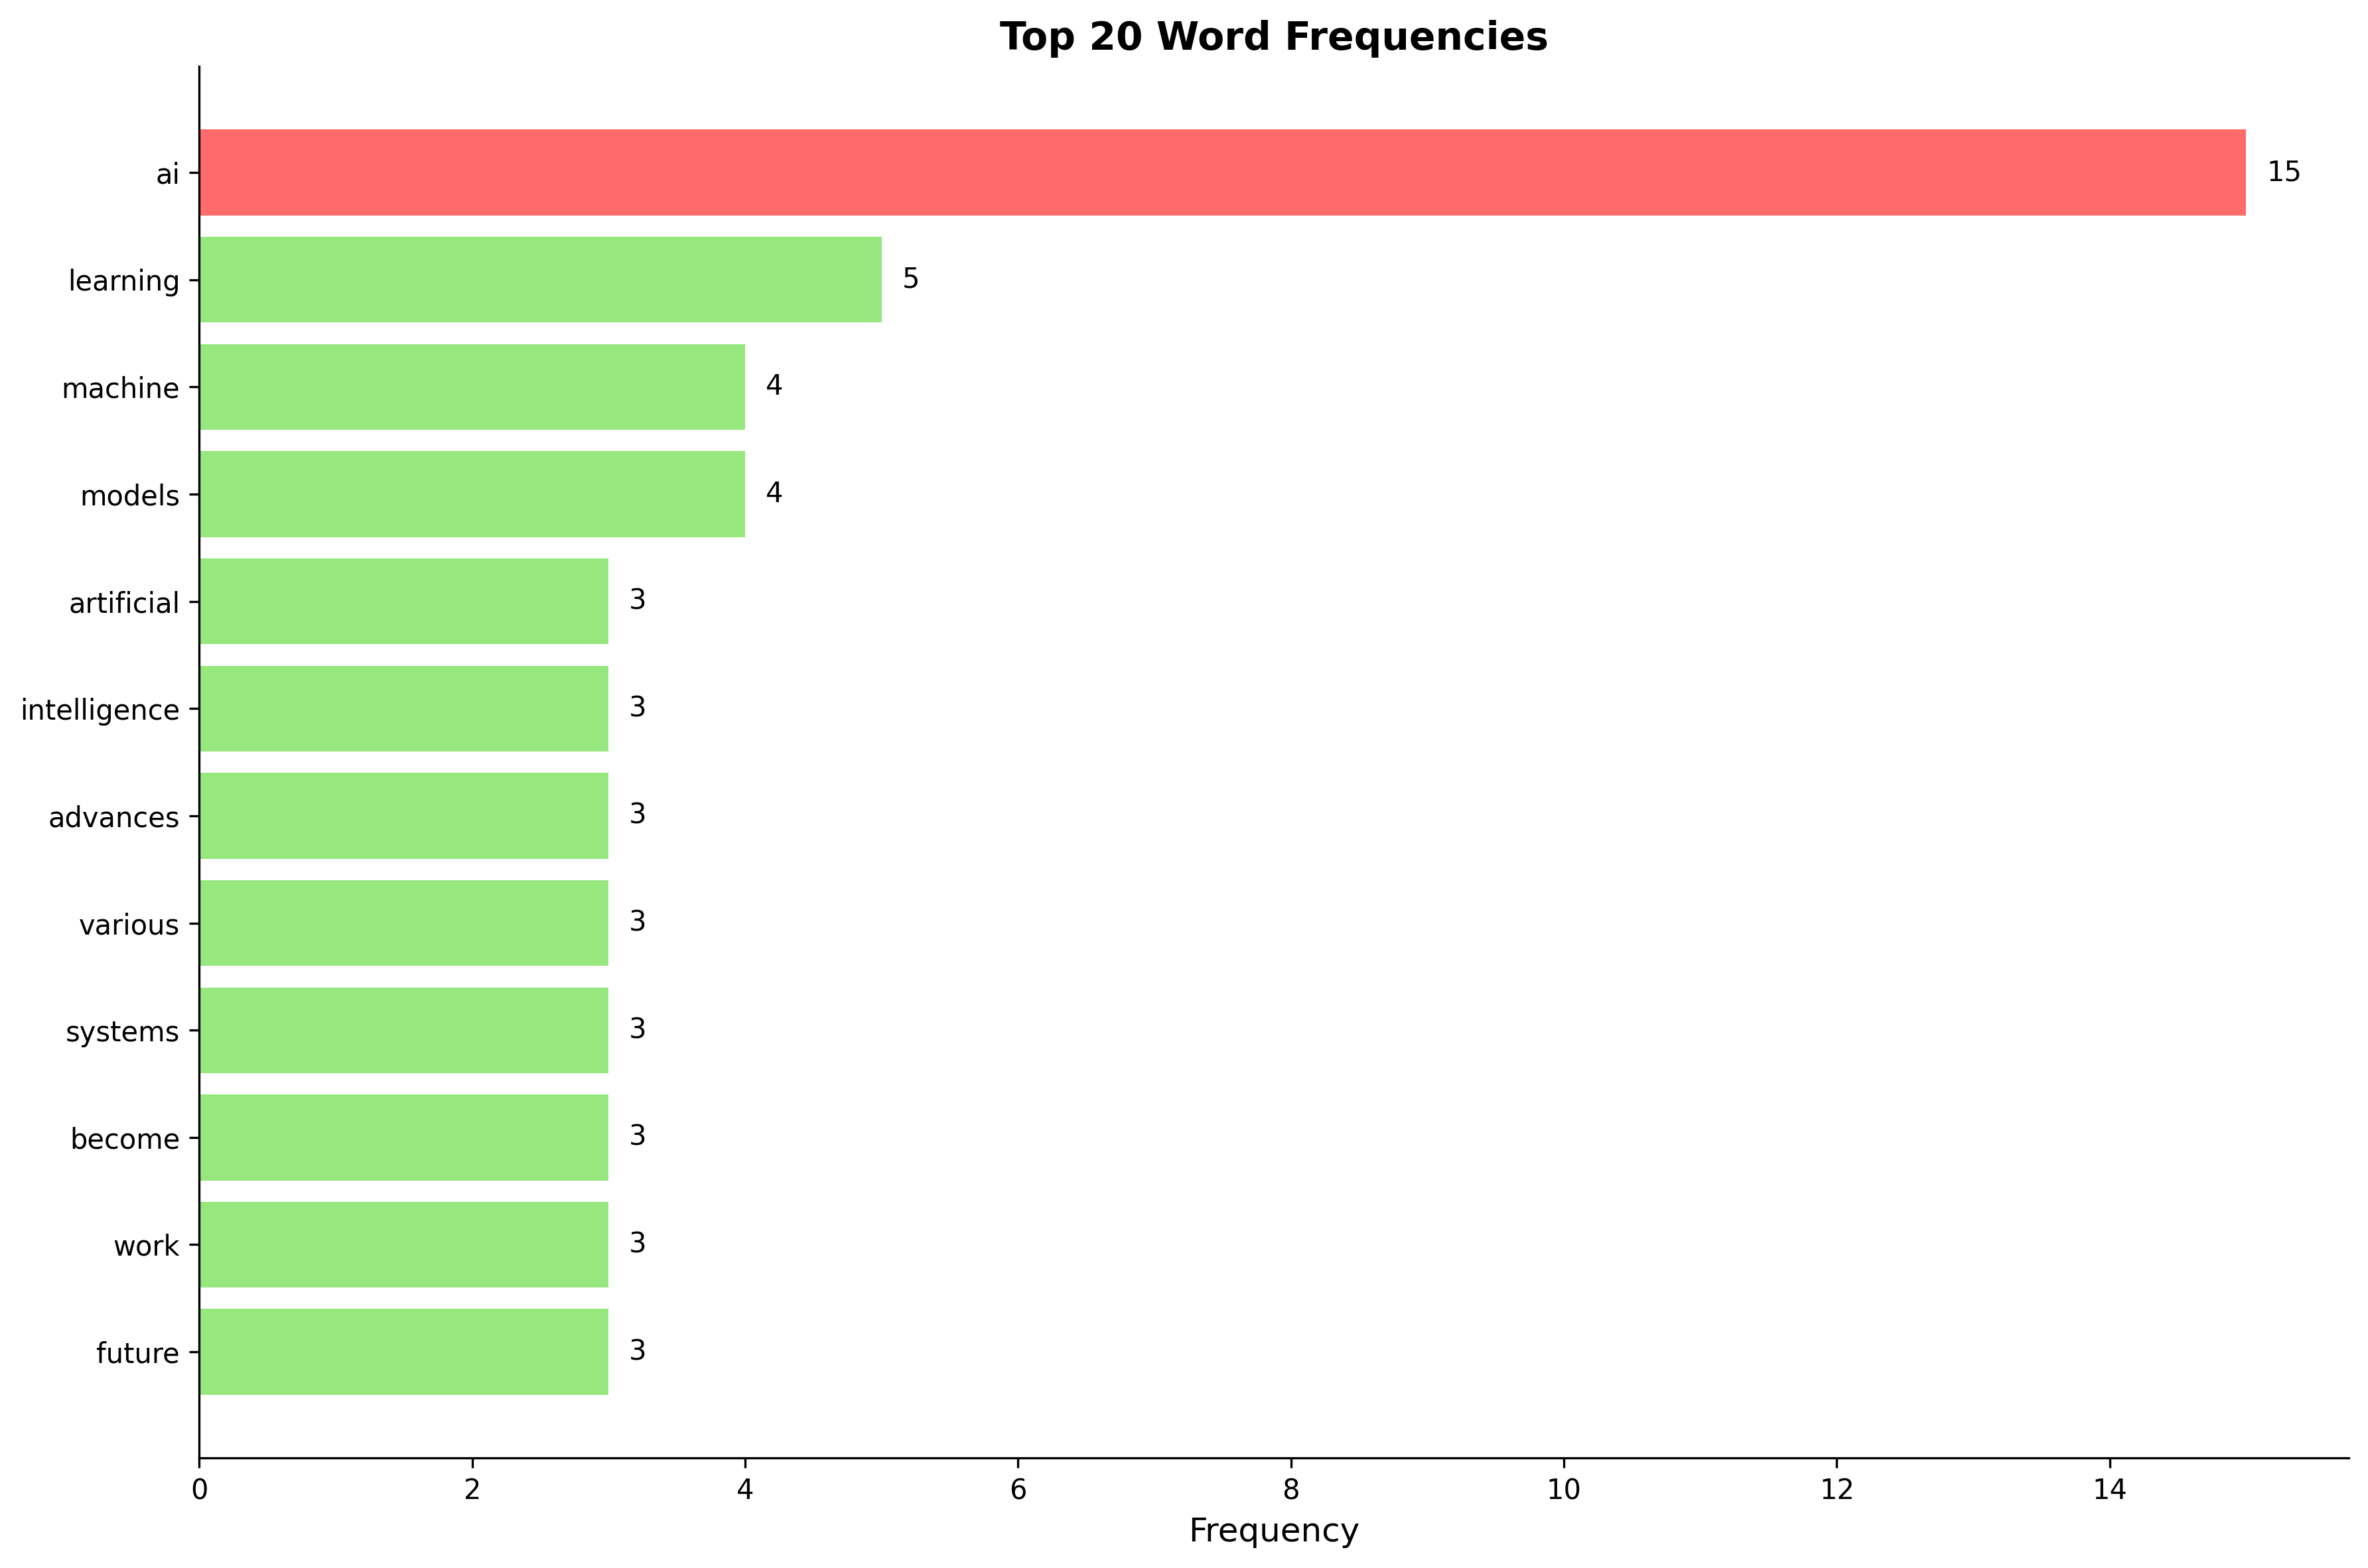 Top 20 Word Frequencies
ai 15
learning 5
machine 4
models 4
artificial 3
intelligence 3
advances 3
various 3
systems 3
become 3
work 3
future 3
0 2 4 6 8 10 12 14
Frequency